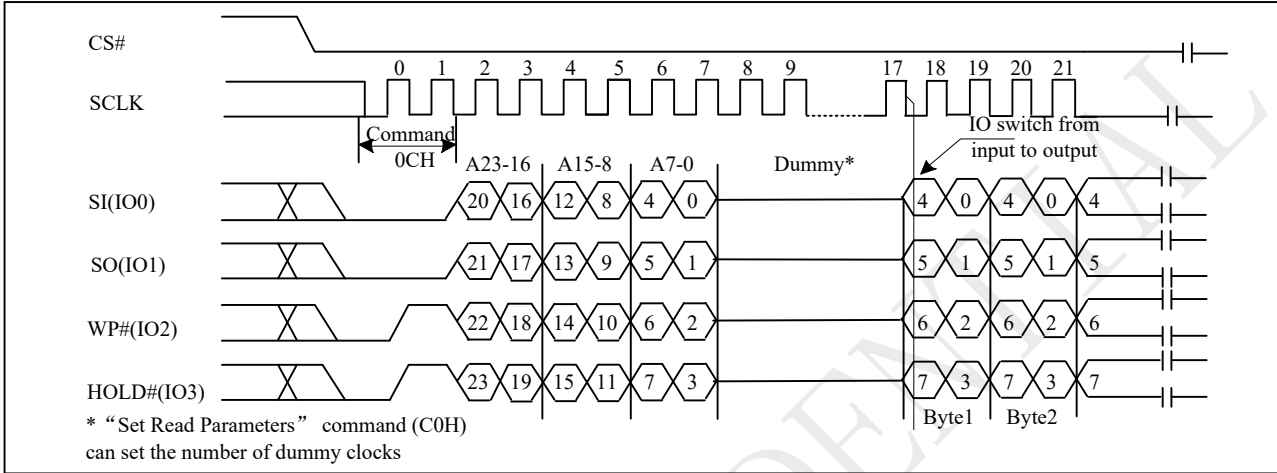 CS#
0 1 2 3 4 5 6 7 8 9 17 18 19 20 21
SCLK
Command
0CH
IO switch from
input to output
A23-16 A15-8 A7-0 Dummy*
SI(IO0) 20 16 12 8 4 0 4 0 4 0 4
SO(IO1) 21 17 13 9 5 1 5 1 5 1 5
WP#(IO2) 22 18 14 10 6 2 6 2 6 2 6
HOLD#(IO3) 23 19 15 11 7 3 7 3 7 3 7
Byte1 Byte2
* “Set Read Parameters” command (C0H)
can set the number of dummy clocks
DENTIAL